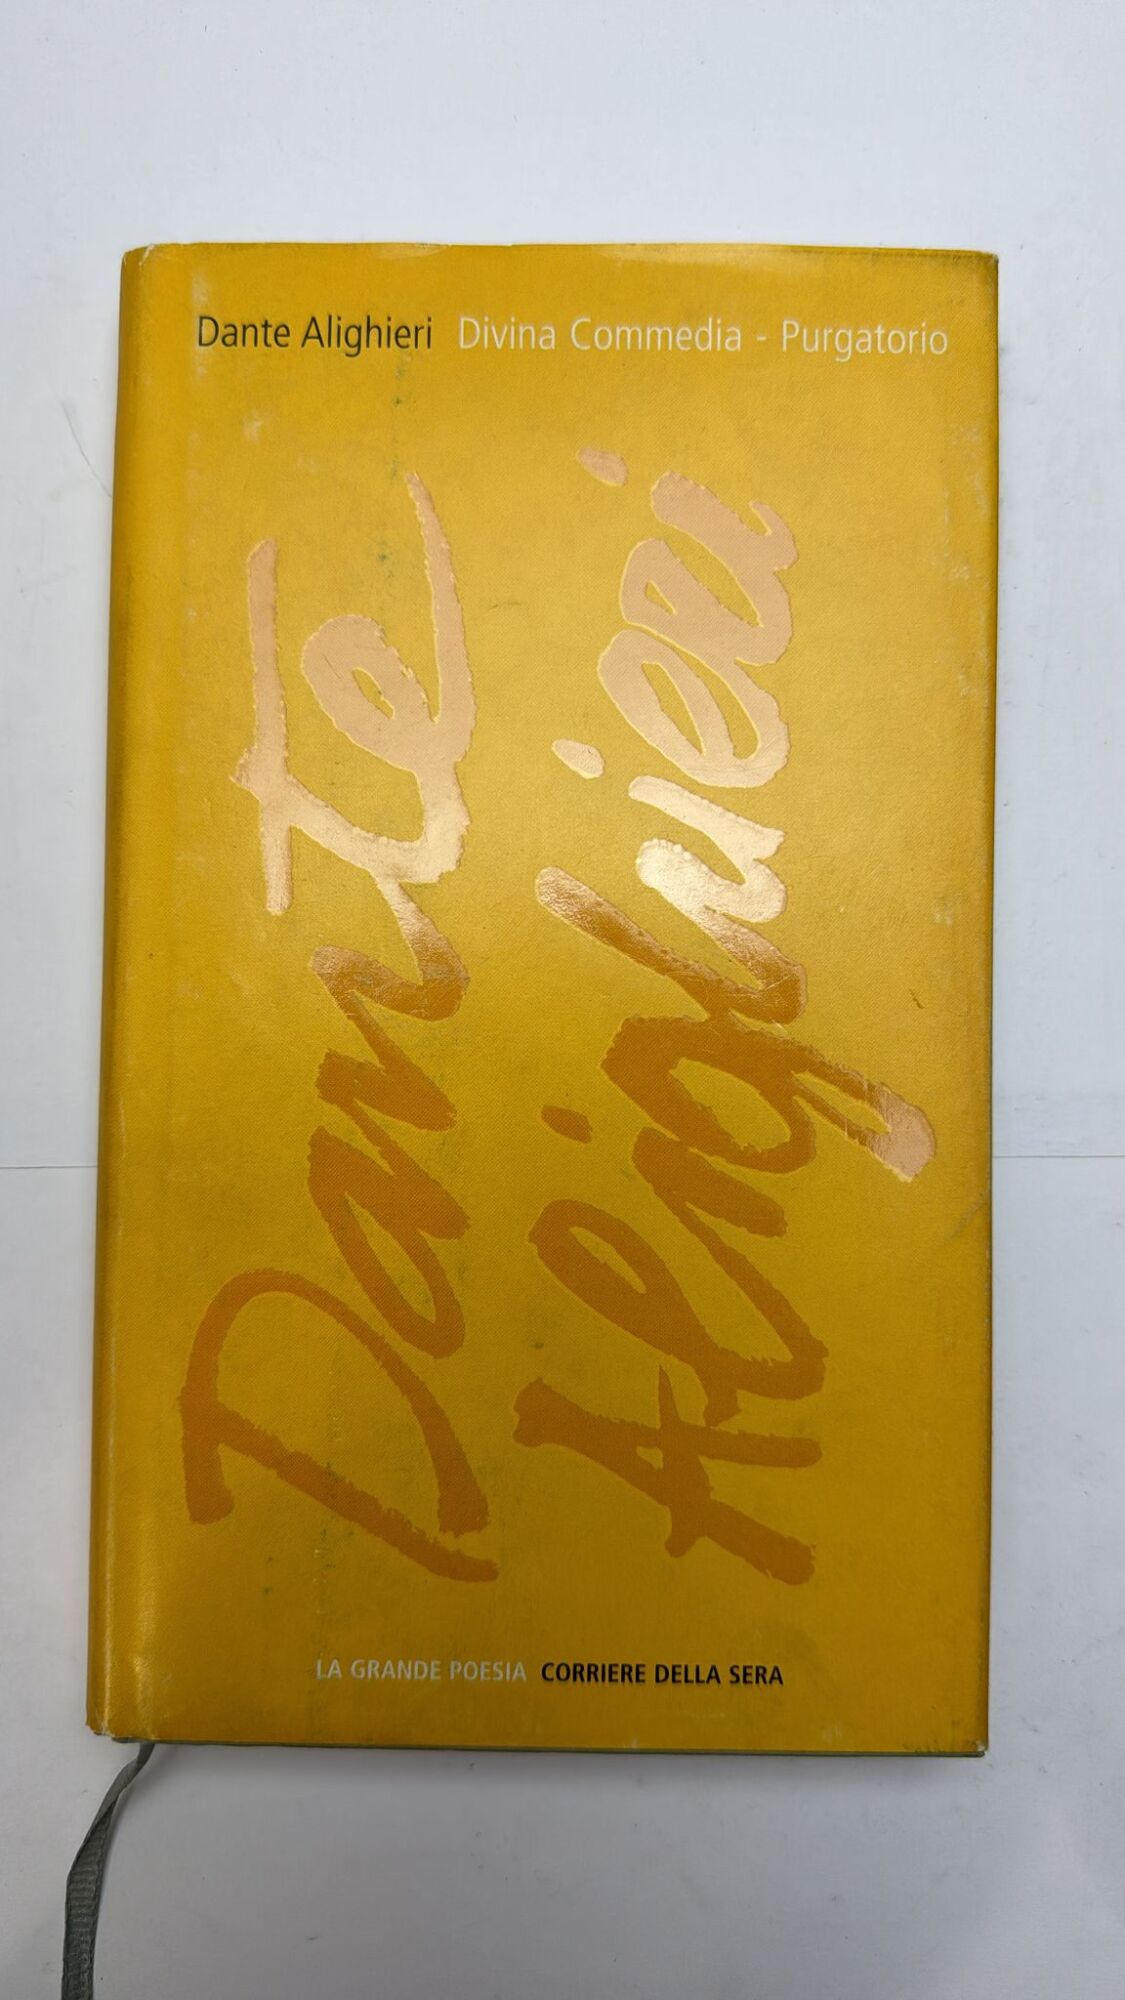 Dante Alighieri Divina Commedia - Purgatorio
Dante
Alighieri
LA GRANDE POESIA CORRIERE DELLA SERA